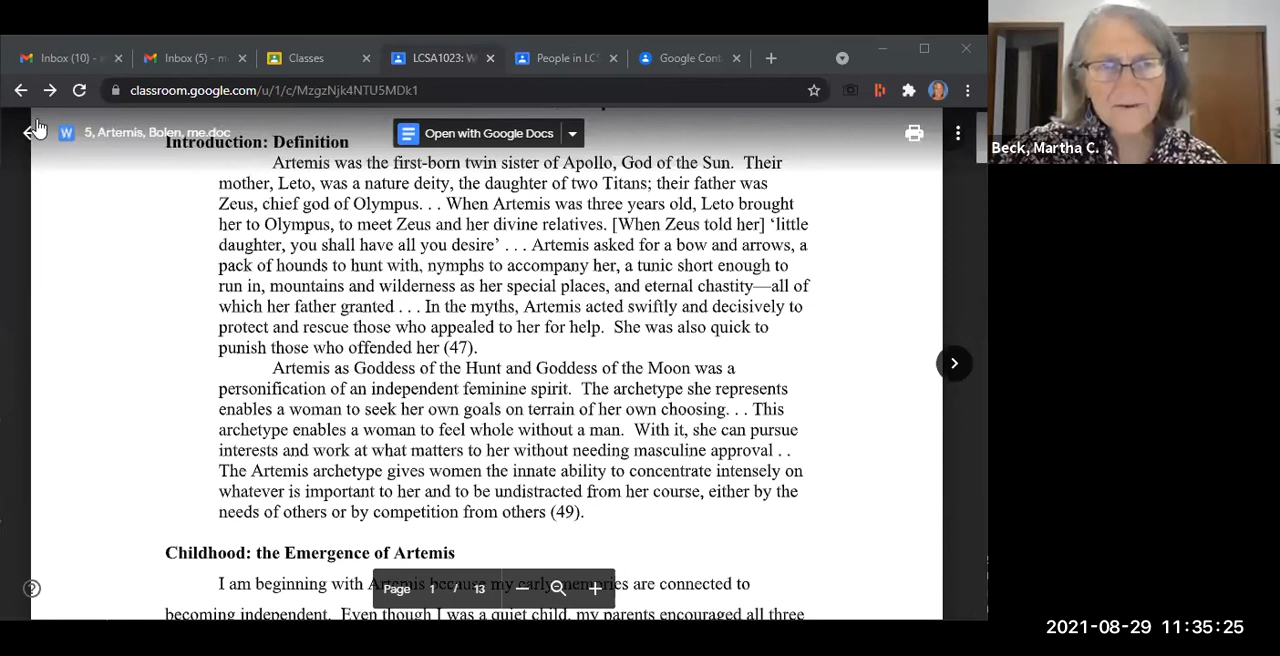 Inbox (10) -
Inbox (5) - m
Classes
LCSA1023: W
People in LC
Google Cont
classroom.google.com/u/1/c/MzgzNjk4NTU5MDk1
Beck, Martha C.
5, Artemis, Bolen, me.doc
Open with Google Docs
Introduction: Definition
Artemis was the first-born twin sister of Apollo, God of the Sun. Their
mother, Leto, was a nature deity, the daughter of two Titans; their father was
Zeus, chief god of Olympus. . . When Artemis was three years old, Leto brought
her to Olympus, to meet Zeus and her divine relatives. [When Zeus told her] ‘little
daughter, you shall have all you desire’ . . . Artemis asked for a bow and arrows, a
pack of hounds to hunt with, nymphs to accompany her, a tunic short enough to
run in, mountains and wilderness as her special places, and eternal chastity—all of
which her father granted . . . In the myths, Artemis acted swiftly and decisively to
protect and rescue those who appealed to her for help. She was also quick to
punish those who offended her (47).
Artemis as Goddess of the Hunt and Goddess of the Moon was a
personification of an independent feminine spirit. The archetype she represents
enables a woman to seek her own goals on terrain of her own choosing. . . This
archetype enables a woman to feel whole without a man. With it, she can pursue
interests and work at what matters to her without needing masculine approval . .
The Artemis archetype gives women the innate ability to concentrate intensely on
whatever is important to her and to be undistracted from her course, either by the
needs of others or by competition from others (49).
Childhood: the Emergence of Artemis
I am beginning with Artemis because my early memories are connected to
Page 1 / 13
becoming independent. Even though I was a quiet child, my parents encouraged all three
2021-08-29 11:35:25